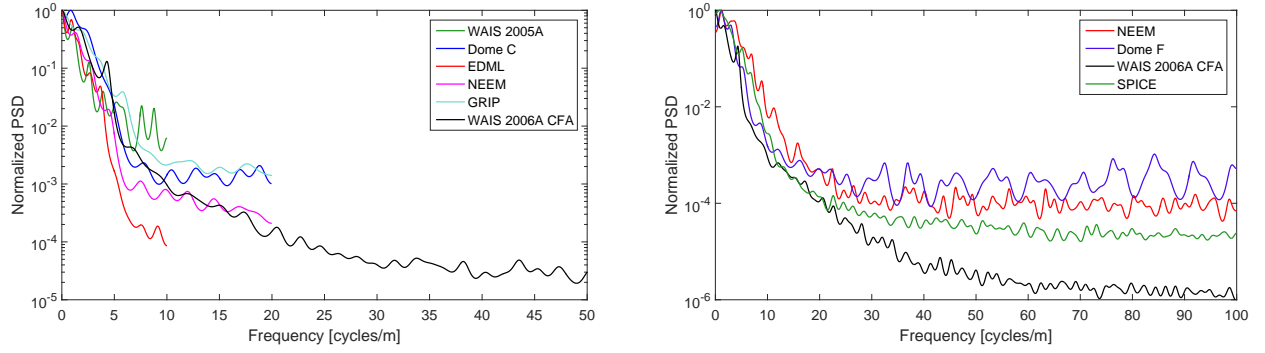 10^0
10^-1
10^-2
10^-3
10^-4
10^-5
Normalized PSD
0 5 10 15 20 25 30 35 40 45 50
Frequency [cycles/m]
WAIS 2005A
Dome C
EDML
NEEM
GRIP
WAIS 2006A CFA
10^0
10^-2
10^-4
10^-6
Normalized PSD
0 10 20 30 40 50 60 70 80 90 100
Frequency [cycles/m]
NEEM
Dome F
WAIS 2006A CFA
SPICE